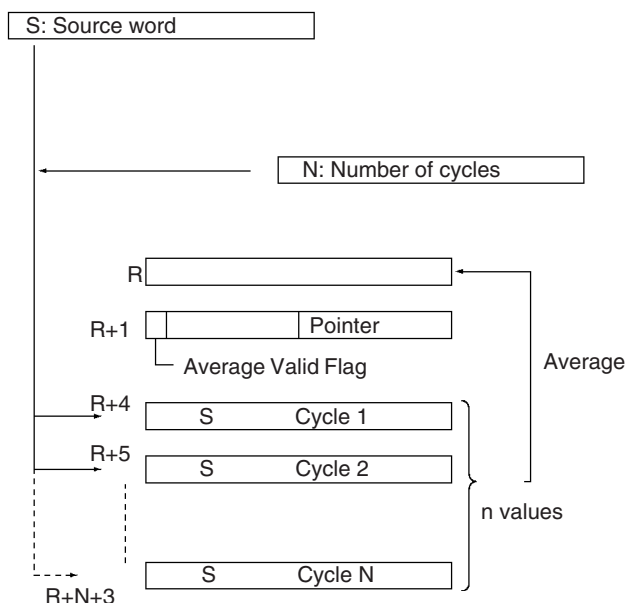 S: Source word
N: Number of cycles
R
R+1 Pointer
Average Valid Flag
Average
R+4 S Cycle 1
R+5 S Cycle 2
n values
S Cycle N
R+N+3